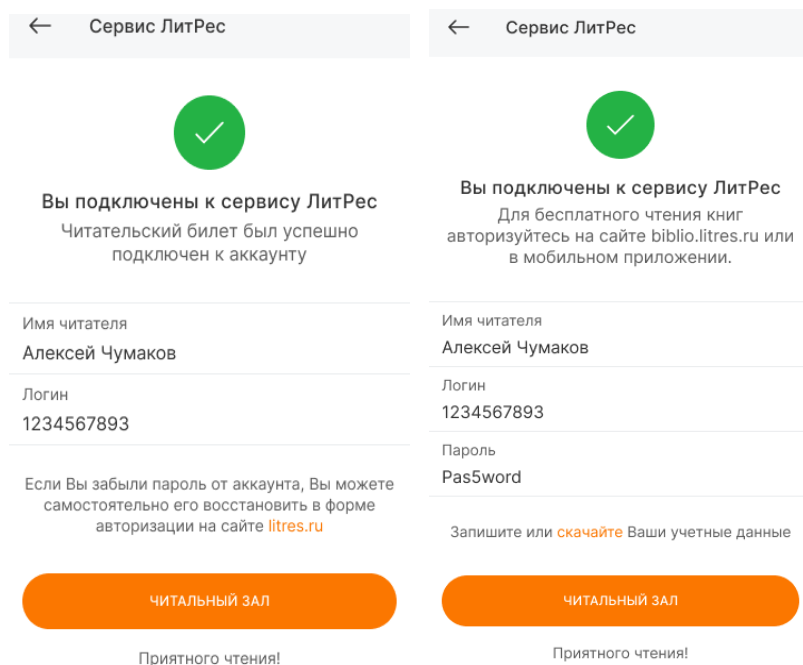 Сервис ЛитРес
Вы подключены к сервису ЛитРес
Читательский билет был успешно
подключен к аккаунту
Имя читателя
Алексей Чумаков
Логин
1234567893
Если Вы забыли пароль от аккаунта, Вы можете
самостоятельно его восстановить в форме
авторизации на сайте litres.ru
ЧИТАЛЬНЫЙ ЗАЛ
Приятного чтения!
Сервис ЛитРес
Вы подключены к сервису ЛитРес
Для бесплатного чтения книг
авторизуйтесь на сайте biblio.litres.ru или
в мобильном приложении.
Имя читателя
Алексей Чумаков
Логин
1234567893
Пароль
Pas5word
Запишите или скачайте Ваши учетные данные
ЧИТАЛЬНЫЙ ЗАЛ
Приятного чтения!